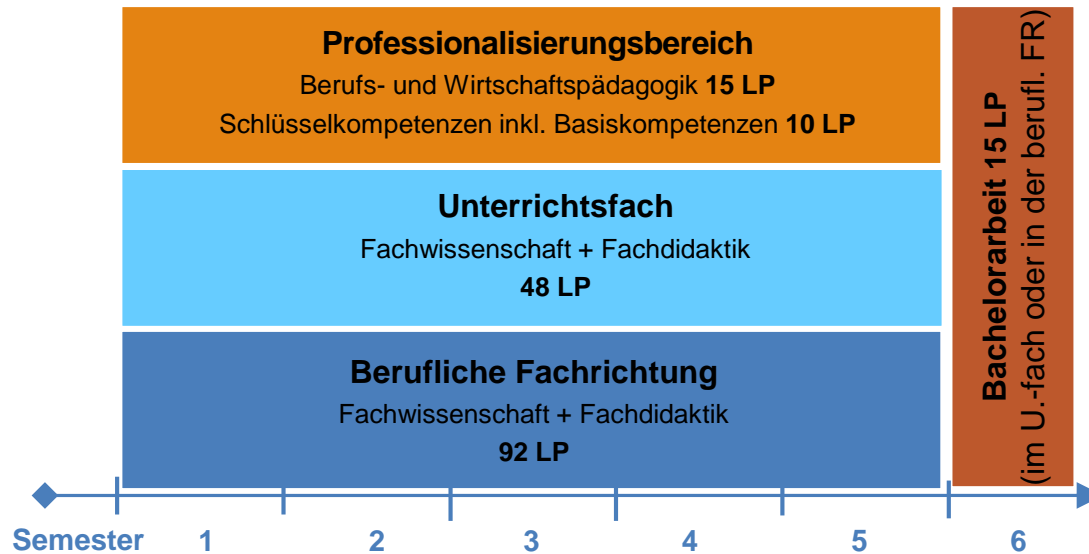 Professionalisierungsbereich
Berufs- und Wirtschaftspädagogik 15 LP
Schlüsselkompetenzen inkl. Basiskompetenzen 10 LP
Unterrichtsfach
Fachwissenschaft + Fachdidaktik
48 LP
Berufliche Fachrichtung
Fachwissenschaft + Fachdidaktik
92 LP
Bachelorarbeit 15 LP
(im U.-fach oder in der berufl. FR)
Semester 1 2 3 4 5 6